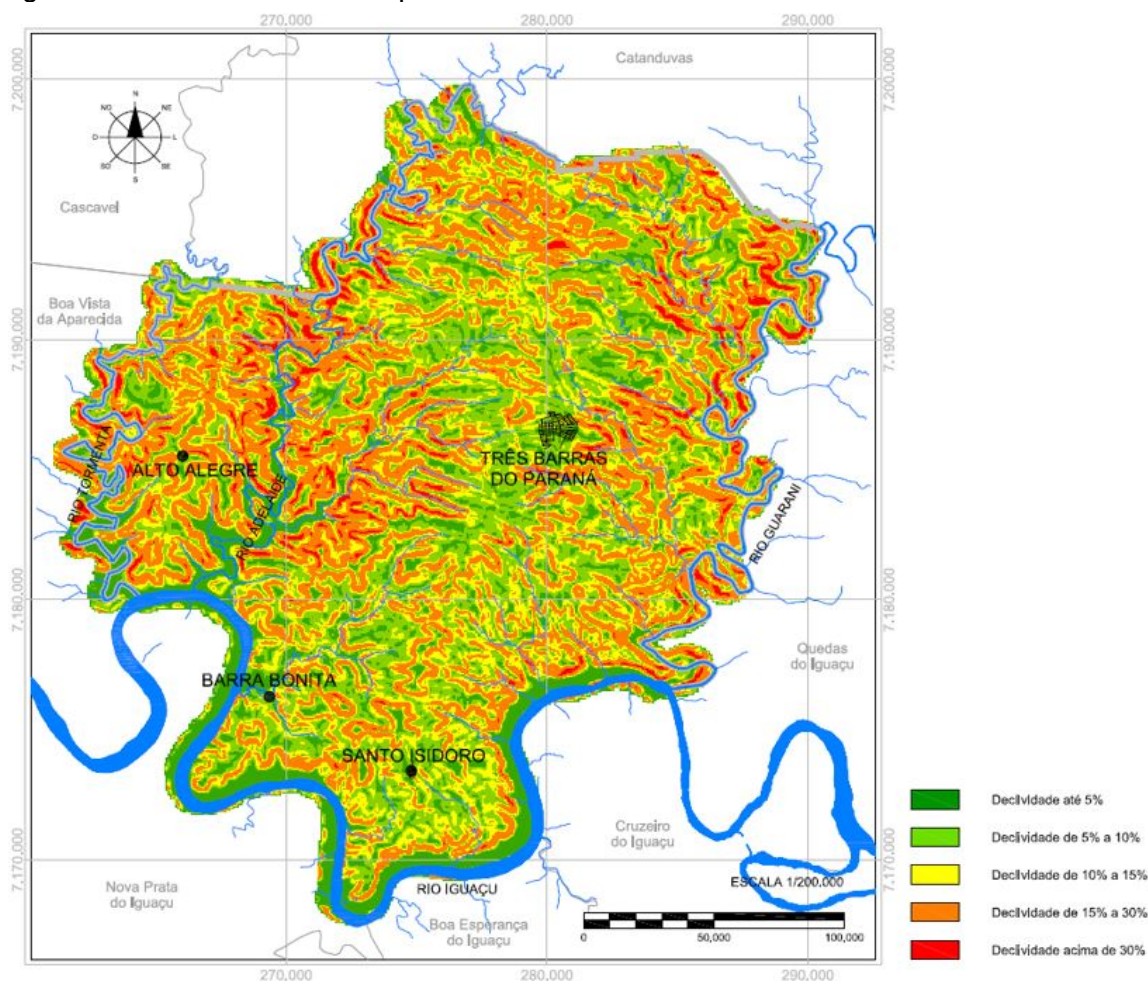 270,000
280,000
290,000
7,200,000
7,200,000
Catanduvas
N
NO
NE
O
L
SO
SE
S
Cascavel
Boa Vista
da Aparecida
7,190,000
7,190,000
RIO TORMENTA
ALTO ALEGRE
RIO ADELAIDE
TRÊS BARRAS
DO PARANÁ
RIO GUARANI
7,180,000
7,180,000
Quedas
do Iguaçu
BARRA BONITA
SANTO ISIDORO
Cruzeiro
do Iguaçu
7,170,000
7,170,000
Nova Prata
do Iguaçu
RIO IGUAÇU
Boa Esperança
do Iguaçu
ESCALA 1/200.000
0
50,000
100,000
270,000
280,000
290,000
Declividade até 5%
Declividade de 5% a 10%
Declividade de 10% a 15%
Declividade de 15% a 30%
Declividade acima de 30%